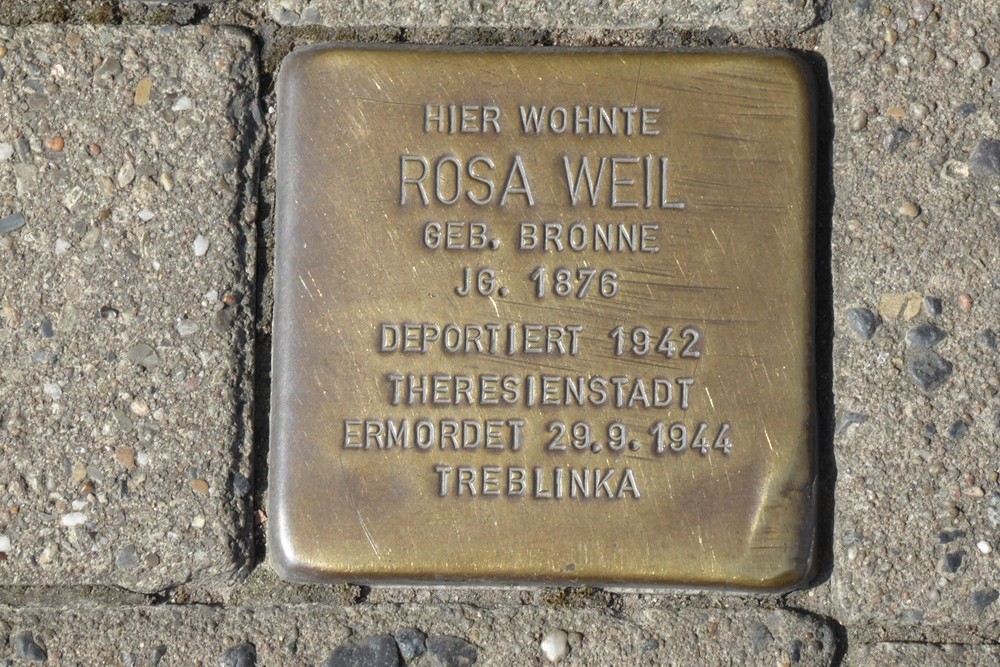 HIER WOHNTE
ROSA WEIL
GEB. BRONNE
JG. 1876
DEPORTIERT 1942
THERESIENSTADT
ERMORDET 29.9.1944
TREBLINKA